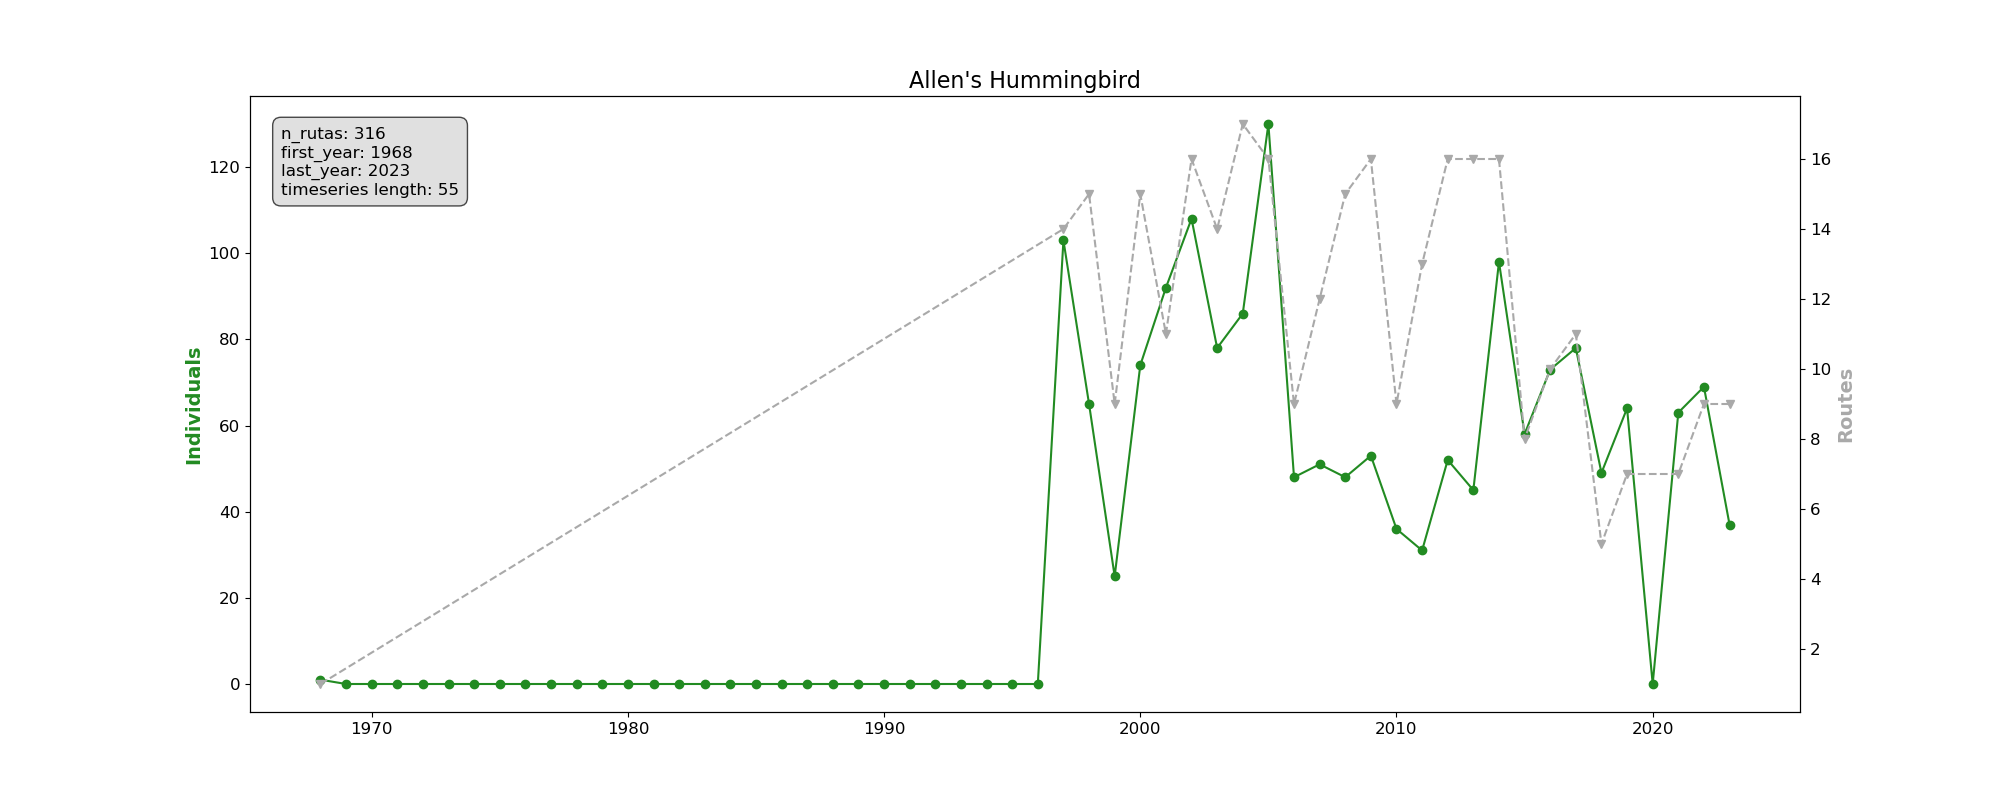 Allen's Hummingbird
n_rutas: 316
first_year: 1968
last_year: 2023
timeseries length: 55
120
100
80
60
40
20
0
Individuals
16
14
12
10
8
6
4
2
Routes
1970 1980 1990 2000 2010 2020